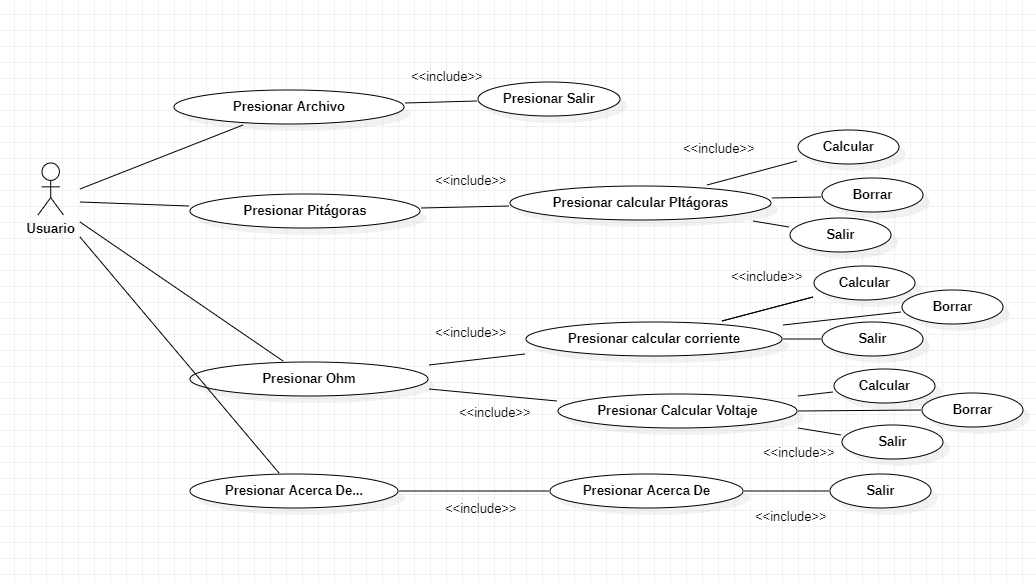 <<include>>
Presionar Archivo
Presionar Salir
<<include>>
Calcular
<<include>>
Borrar
Presionar Pitágoras
Presionar calcular PItágoras
Usuario
Salir
<<include>>
Calcular
Borrar
<<include>>
Presionar calcular corriente
Salir
Presionar Ohm
Calcular
<<include>>
Presionar Calcular Voltaje
Borrar
Salir
<<include>>
Presionar Acerca De...
Presionar Acerca De
Salir
<<include>>
<<include>>